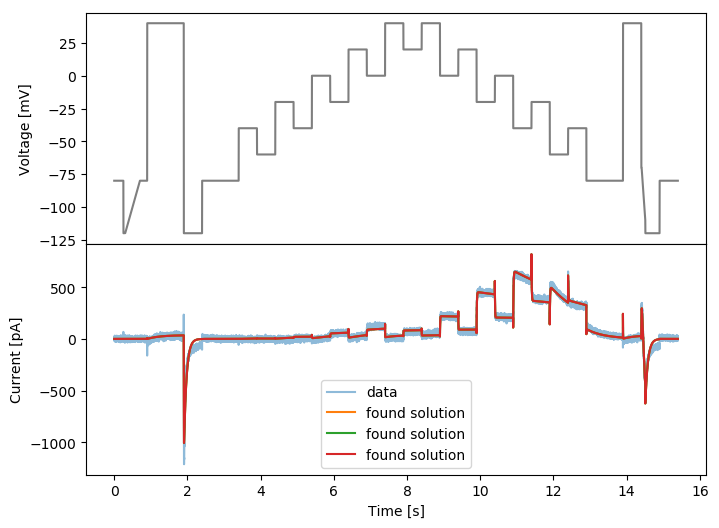 25
0
−25
−50
−75
−100
−125
Voltage [mV]
500
0
−500
−1000
Current [pA]
data
found solution
found solution
found solution
0 2 4 6 8 10 12 14 16
Time [s]